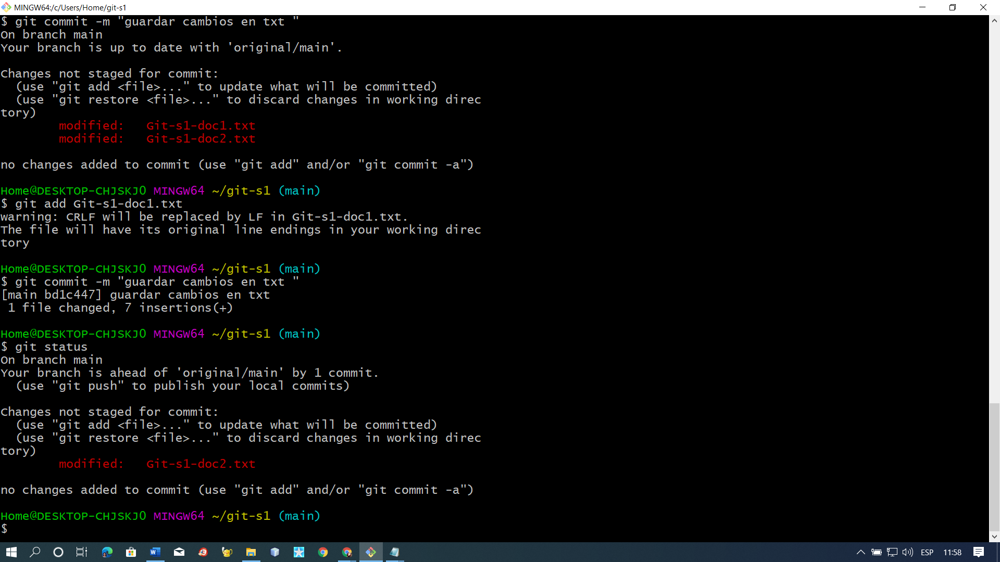 MINGW64:/c/Users/Home/git-s1
$ git commit -m "guardar cambios en txt "
On branch main
Your branch is up to date with 'original/main'.
Changes not staged for commit:
  (use "git add <file>..." to update what will be committed)
  (use "git restore <file>..." to discard changes in working direc
tory)
        modified:   Git-s1-doc1.txt
        modified:   Git-s1-doc2.txt
no changes added to commit (use "git add" and/or "git commit -a")
Home@DESKTOP-CHJSKJO MINGW64 ~/git-s1 (main)
$ git add Git-s1-doc1.txt
warning: CRLF will be replaced by LF in Git-s1-doc1.txt.
The file will have its original line endings in your working direc
tory
Home@DESKTOP-CHJSKJO MINGW64 ~/git-s1 (main)
$ git commit -m "guardar cambios en txt "
[main bd1c447] guardar cambios en txt
 1 file changed, 7 insertions(+)
Home@DESKTOP-CHJSKJO MINGW64 ~/git-s1 (main)
$ git status
On branch main
Your branch is ahead of 'original/main' by 1 commit.
  (use "git push" to publish your local commits)
Changes not staged for commit:
  (use "git add <file>..." to update what will be committed)
  (use "git restore <file>..." to discard changes in working direc
tory)
        modified:   Git-s1-doc2.txt
no changes added to commit (use "git add" and/or "git commit -a")
Home@DESKTOP-CHJSKJO MINGW64 ~/git-s1 (main)
$
ESP 11:58